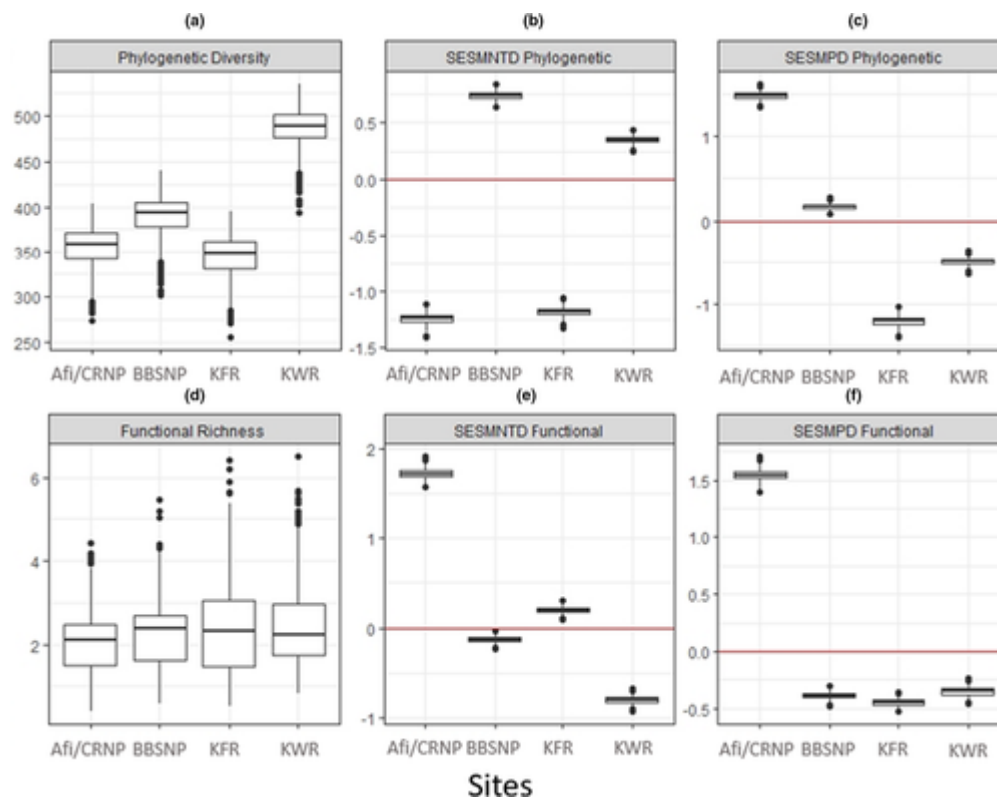 (a)
(b)
(c)
Phylogenetic Diversity
SESMNTD Phylogenetic
SESMPD Phylogenetic
500
450
400
350
300
250
0.5
0.0
-0.5
-1.0
-1.5
1
0
-1
Afi/CRNP BBSNP KFR KWR
Afi/CRNP BBSNP KFR KWR
Afi/CRNP BBSNP KFR KWR
(d)
(e)
(f)
Functional Richness
SESMNTD Functional
SESMPD Functional
6
4
2
2
1
0
-1
1.5
1.0
0.5
0.0
-0.5
Afi/CRNP BBSNP KFR KWR
Afi/CRNP BBSNP KFR KWR
Afi/CRNP BBSNP KFR KWR
Sites